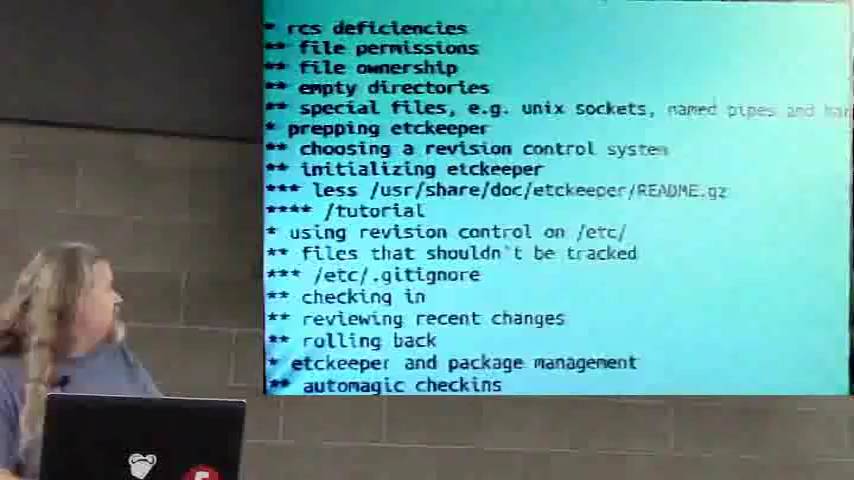 * rcs deficiencies
** file permissions
** file ownership
** empty directories
** special files, e.g. unix sockets, named pipes and
* prepping etckeeper
** choosing a revision control system
** initializing etckeeper
*** less /usr/share/doc/etckeeper/README.gz
**** /tutorial
* using revision control on /etc/
** files that shouldn't be tracked
*** /etc/.gitignore
** checking in
** reviewing recent changes
** rolling back
* etckeeper and package management
** automagic checkins